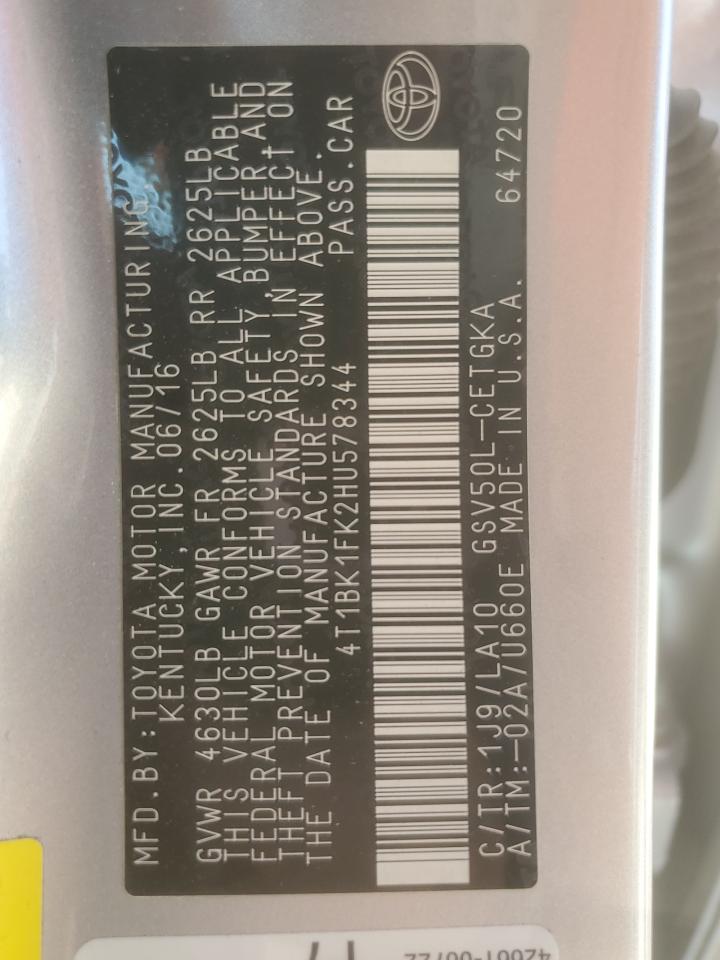 MFD.BY:TOYOTA MOTOR MANUFACTURING,
KENTUCKY,INC.06/16
GVWR 4630LB GAWR FR 2625LB RR 2625LB
THIS VEHICLE CONFORMS TO ALL APPLICABLE
FEDERAL MOTOR VEHICLE SAFETY, BUMPER,AND
THEFT PREVENTION STANDARDS IN EFFECT ON
THE DATE OF MANUFACTURE SHOWN ABOVE.
4T1BK1FK2HU578344 PASS.CAR
C/TR:1J9/LA10 GSV50L-CETGKA
A/TM:-02A/U660E MADE IN U.S.A. 64720